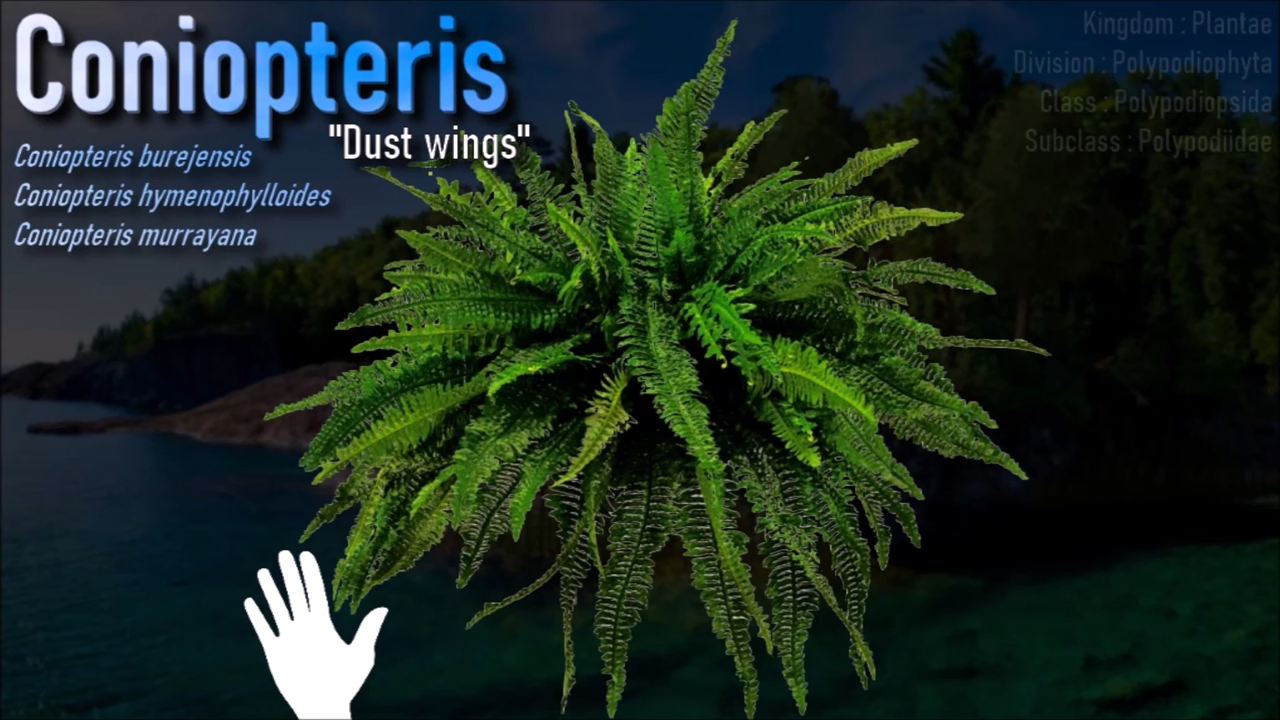 Coniopteris
"Dust wings"
Coniopteris burejensis
Coniopteris hymenophylloides
Coniopteris murrayana
Kingdom : Plantae
Division : Polypodiophyta
Class : Polypodiopsida
Subclass : Polypodiidae